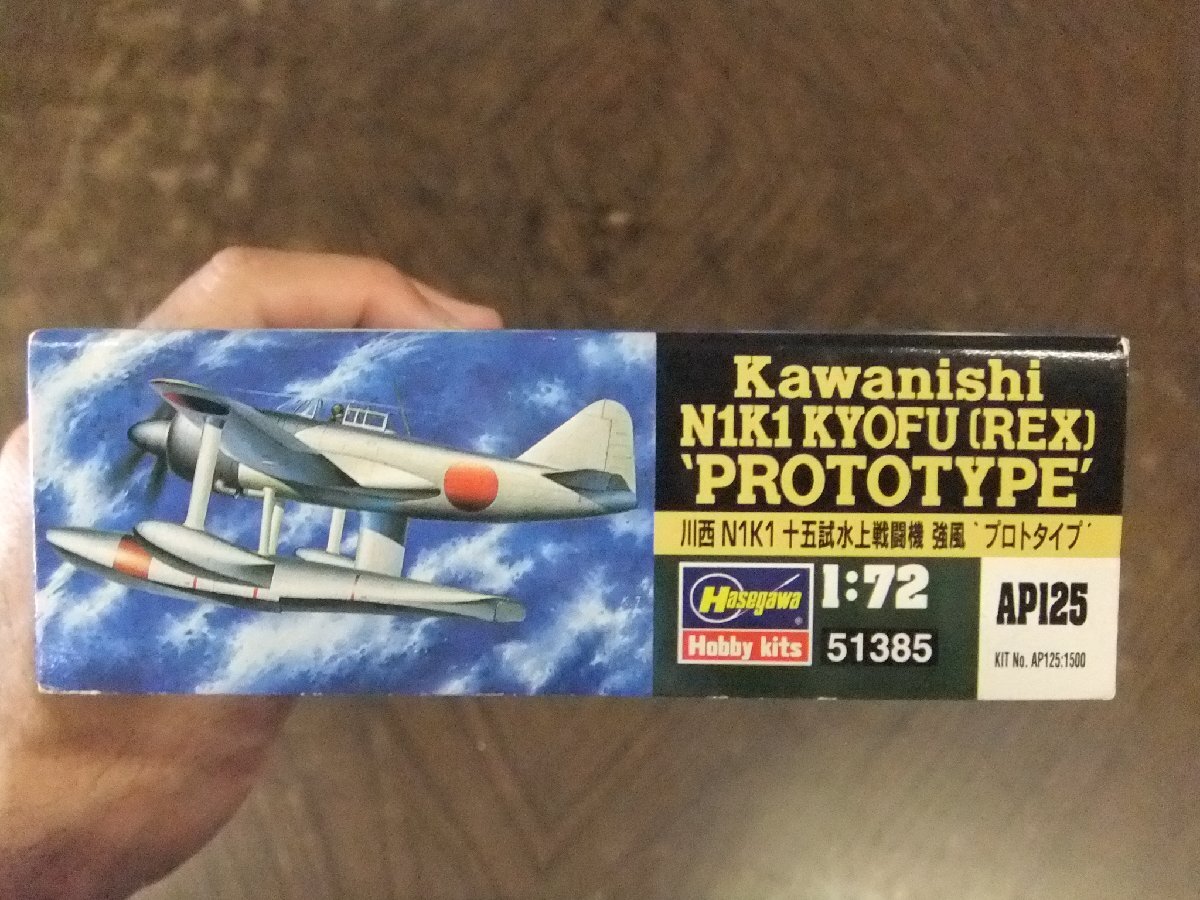 Kawanishi
N1K1 KYOFU (REX)
'PROTOTYPE'
川西 N1K1 十五試水上戦闘機 強風 `プロトタイプ´
Hasegawa®
Hobby kits
1:72
51385
AP125
KIT No. AP125:1500